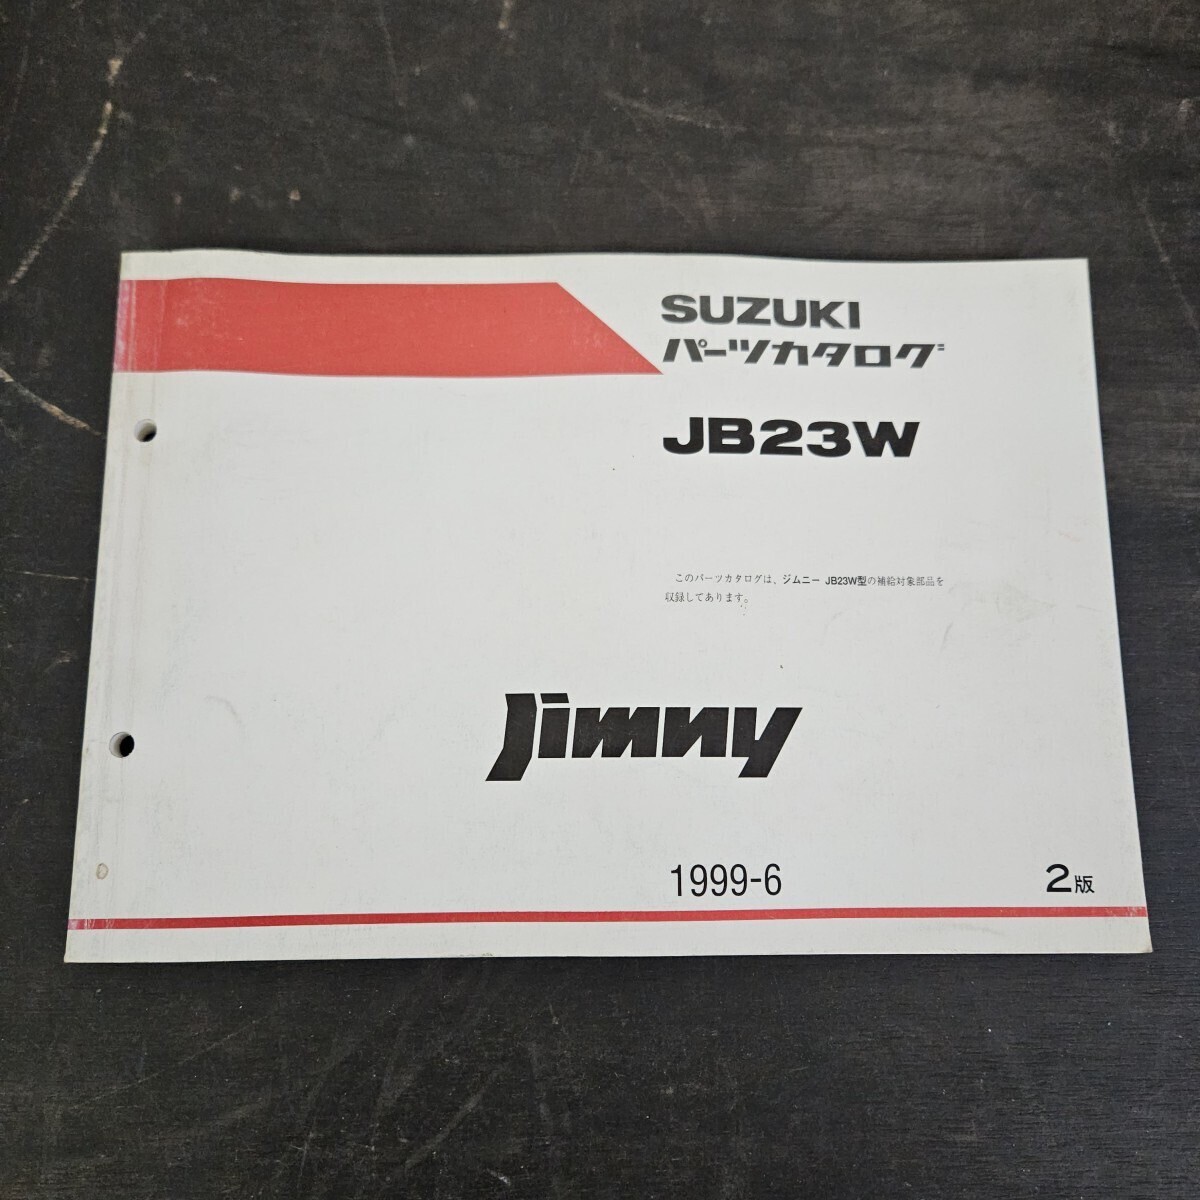 SUZUKI
パーツカタログ
JB23W
このパーツカタログは、ジムニー JB23W型の補給対象部品を
収録してあります。
Jimny
1999-6
2版